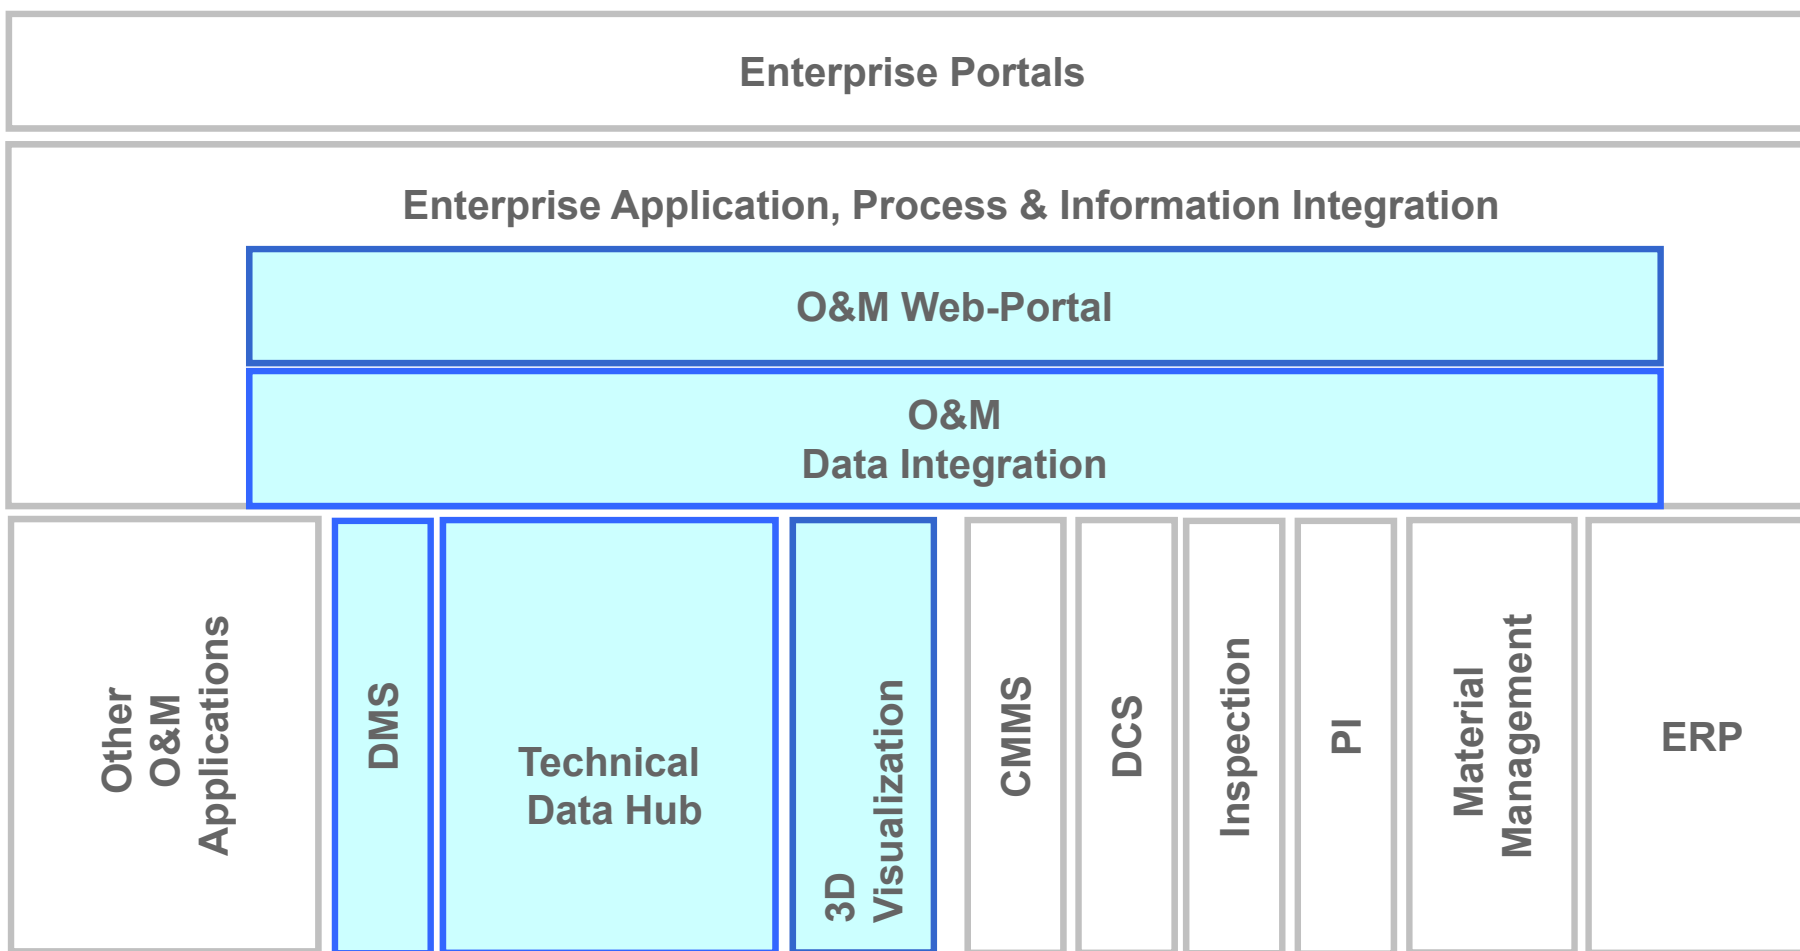 Enterprise Portals
Enterprise Application, Process & Information Integration
O&M Web-Portal
O&M
Data Integration
Other
O&M
Applications
DMS
Technical
Data Hub
3D
Visualization
CMMS
DCS
Inspection
PI
Material
Management
ERP